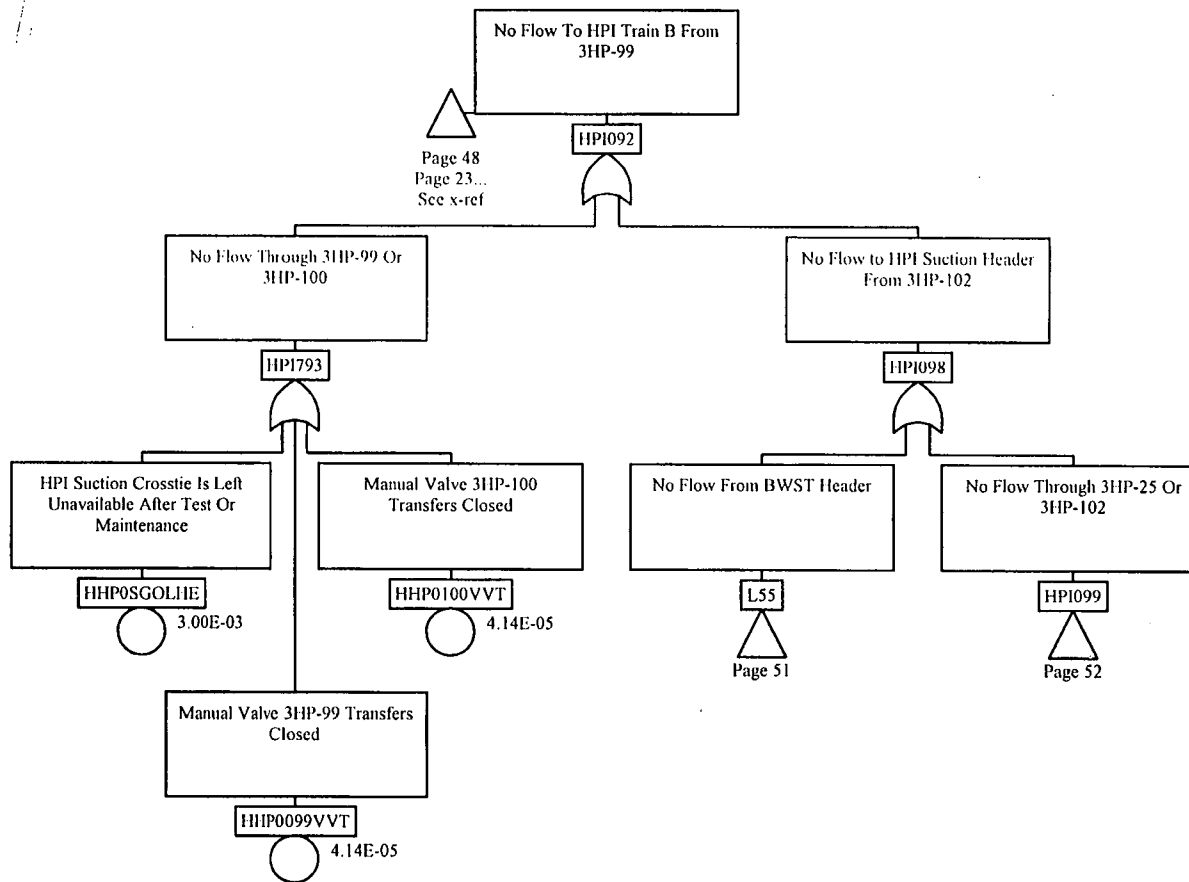 No Flow To HPI Train B From
3HP-99
HPI092
Page 48
Page 23...
See x-ref
No Flow Through 3HP-99 Or
3HP-100
HPI793
No Flow to HPI Suction Header
From 3HP-102
HPI098
HPI Suction Crosstie Is Left
Unavailable After Test Or
Maintenance
HHP0SGOLHE
3.00E-03
Manual Valve 3HP-100
Transfers Closed
HHP0100VVT
4.14E-05
No Flow From BWST Header
L55
Page 51
No Flow Through 3HP-25 Or
3HP-102
HPI099
Page 52
Manual Valve 3HP-99 Transfers
Closed
HHP0099VVT
4.14E-05